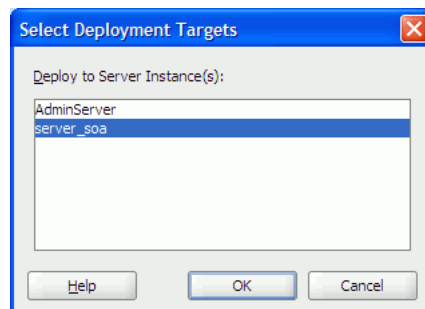 Select Deployment Targets
Deploy to Server Instance(s):
AdminServer
server_soa
Help OK Cancel